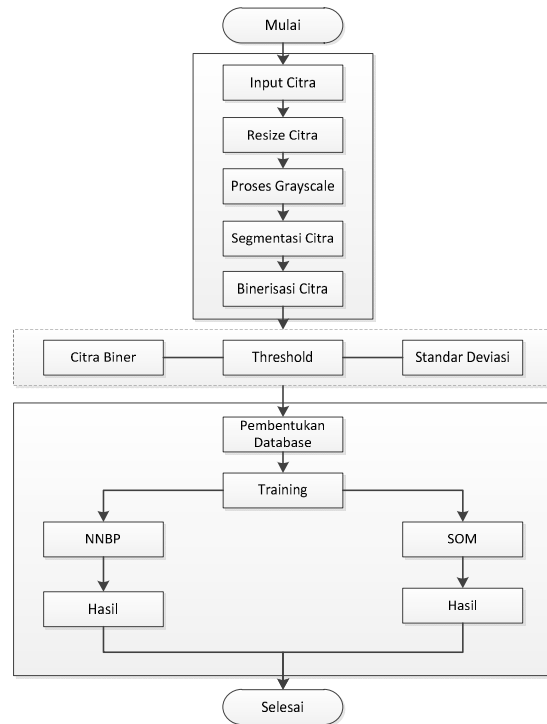 Mulai
Input Citra
Resize Citra
Proses Grayscale
Segmentasi Citra
Binerisasi Citra
Citra Biner
Threshold
Standar Deviasi
Pembentukan
Database
Training
NNBP
SOM
Hasil
Hasil
Selesai